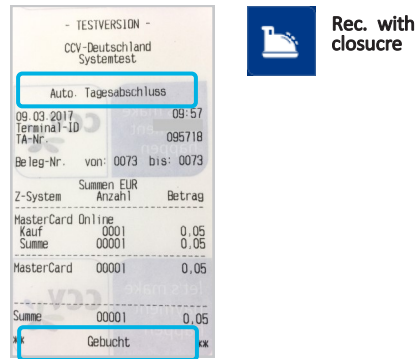 - TESTVERSION -
CCV-Deutschland
Systemtest
Auto. Tagesabschluss
09.03.2017 09:57
Terminal-ID
TA-Nr. 095718
Beleg-Nr. von: 0073 bis: 0073
Summen EUR
Z-System Anzahl Betrag
MasterCard Online
Kauf 0001 0,05
Summe 00001 0,05
MasterCard 00001 0,05
Summe 00001 0,05
** Gebucht **
Rec. with
closucre